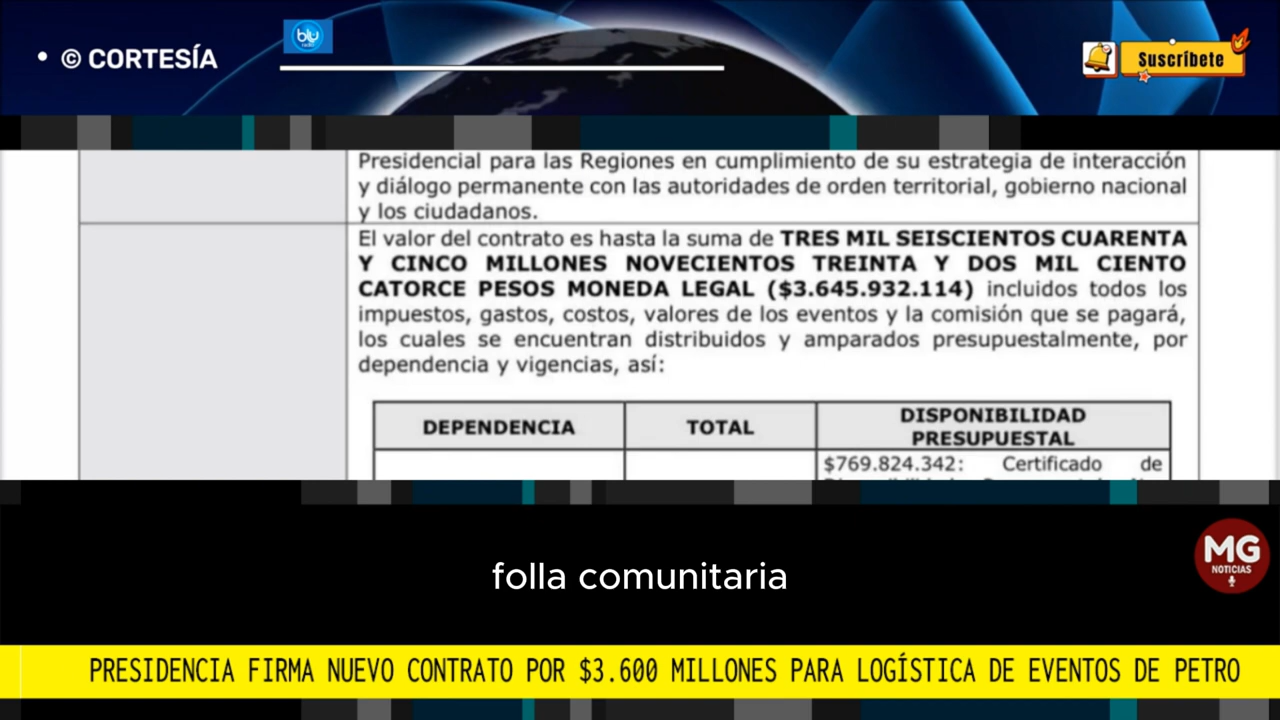 • © CORTESÍA
blu
radio
Suscríbete
Presidencial para las Regiones en cumplimiento de su estrategia de interacción
y diálogo permanente con las autoridades de orden territorial, gobierno nacional
y los ciudadanos.
El valor del contrato es hasta la suma de TRES MIL SEISCIENTOS CUARENTA
Y CINCO MILLONES NOVECIENTOS TREINTA Y DOS MIL CIENTO
CATORCE PESOS MONEDA LEGAL ($3.645.932.114) incluidos todos los
impuestos, gastos, costos, valores de los eventos y la comisión que se pagará,
los cuales se encuentran distribuidos y amparados presupuestalmente, por
dependencia y vigencias, así:
DEPENDENCIA
TOTAL
DISPONIBILIDAD
PRESUPUESTAL
$769.824.342: Certificado de
folla comunitaria
MG
NOTICIAS
PRESIDENCIA FIRMA NUEVO CONTRATO POR $3.600 MILLONES PARA LOGÍSTICA DE EVENTOS DE PETRO